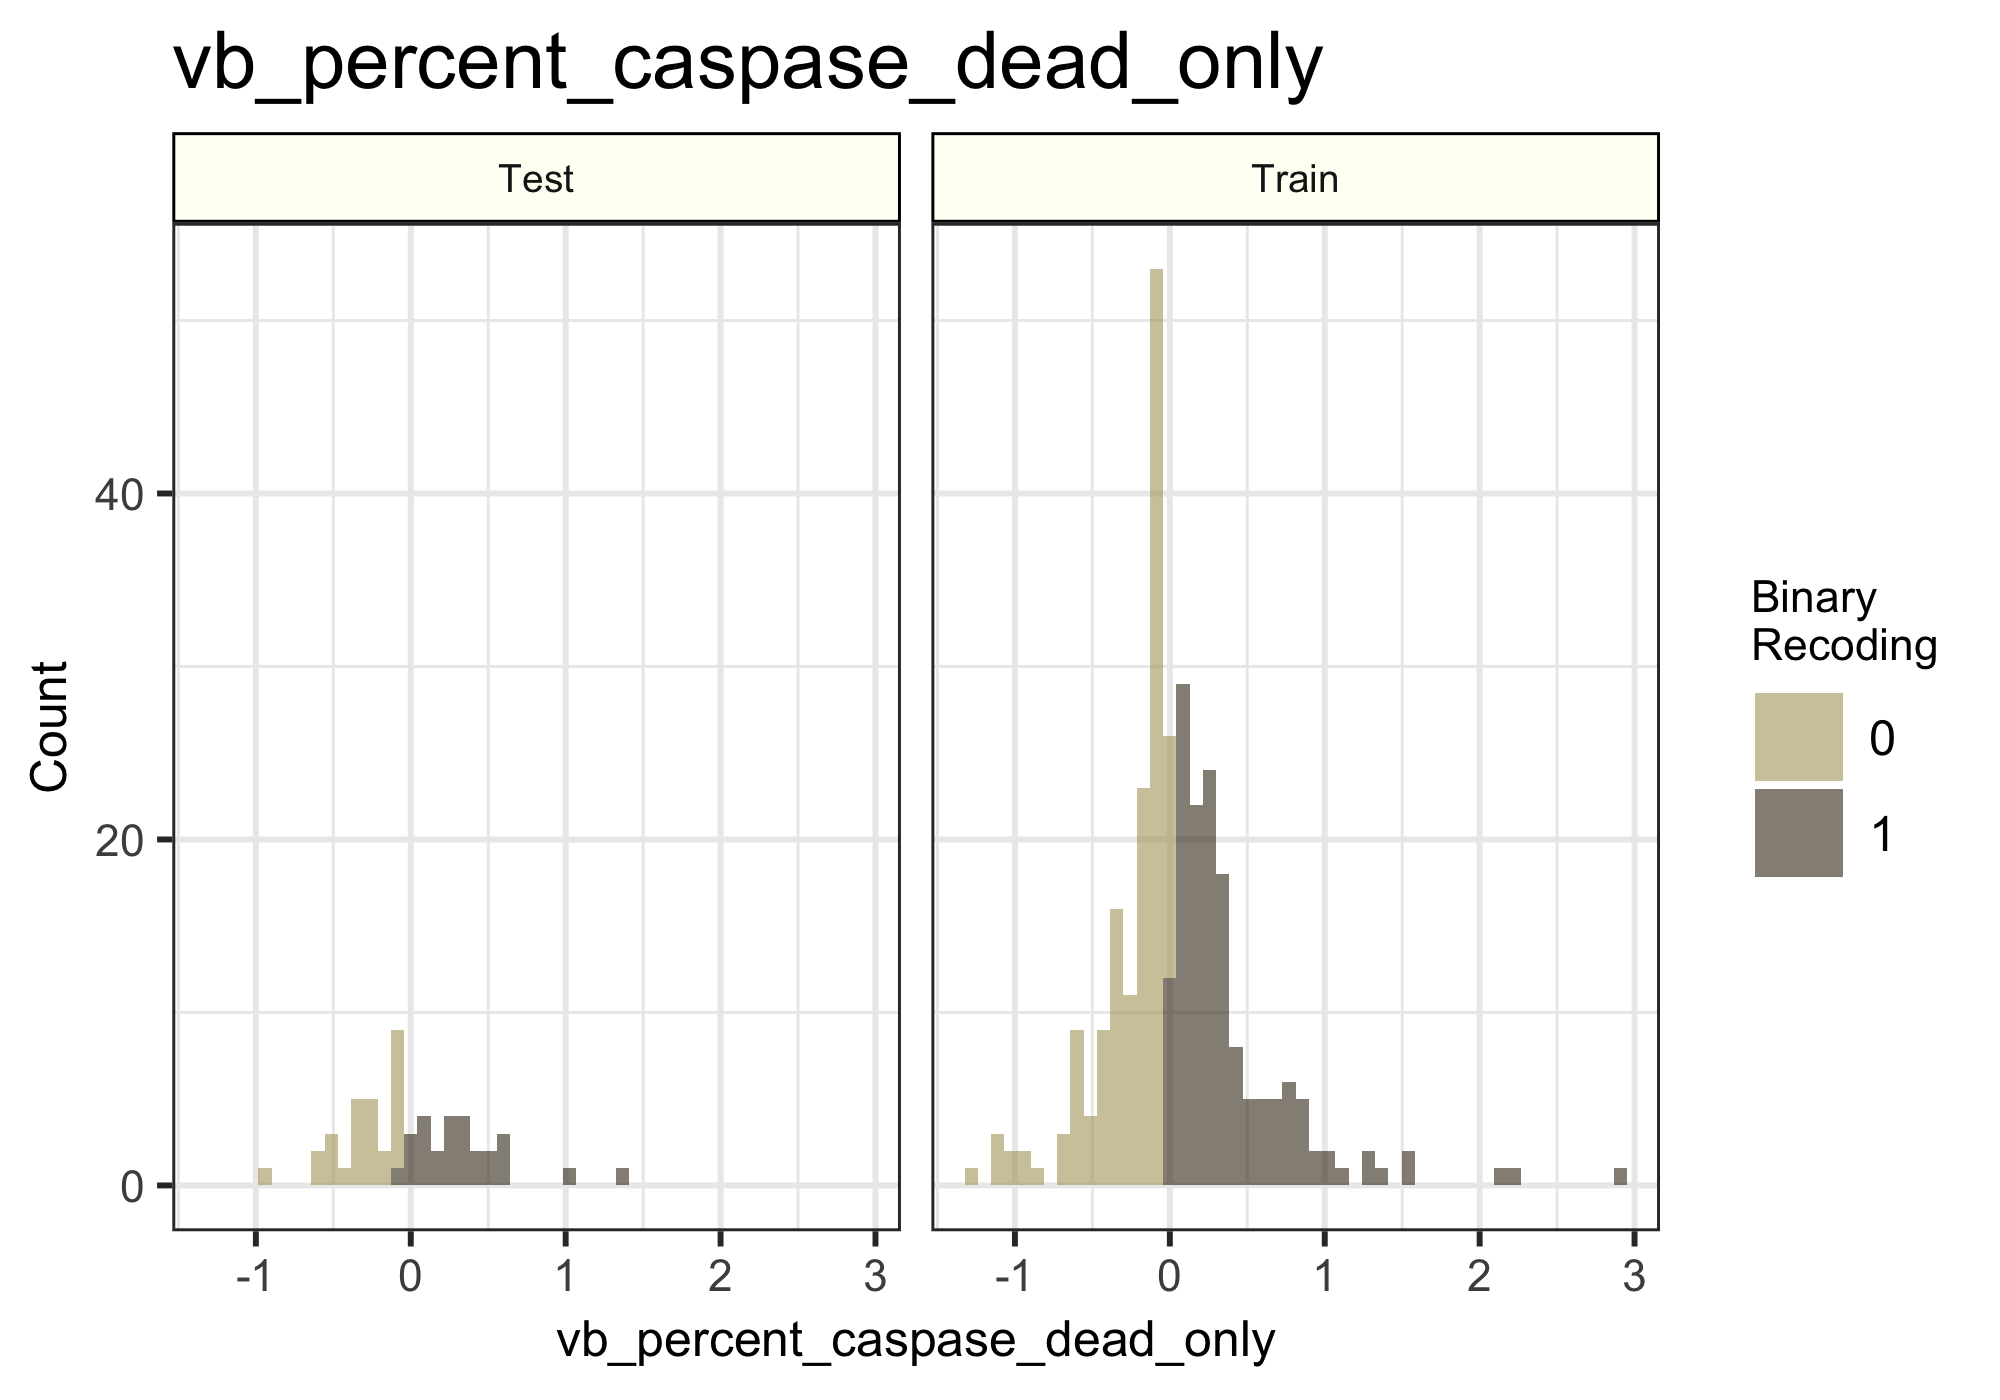 vb_percent_caspase_dead_only
Test
Train
Count
40
20
0
-1 0 1 2 3
-1 0 1 2 3
vb_percent_caspase_dead_only
Binary
Recoding
0
1